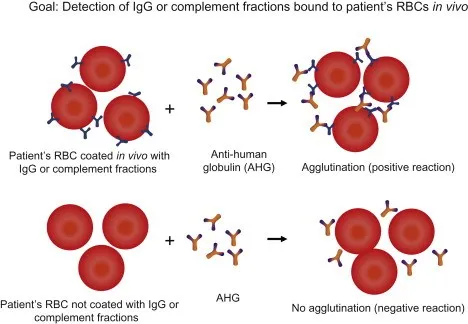 Goal: Detection of IgG or complement fractions bound to patient's RBCs in vivo
+
Patient's RBC coated in vivo with
IgG or complement fractions
Anti-human
globulin (AHG)
Agglutination (positive reaction)
+
Patient's RBC not coated with IgG or
complement fractions
AHG
No agglutination (negative reaction)